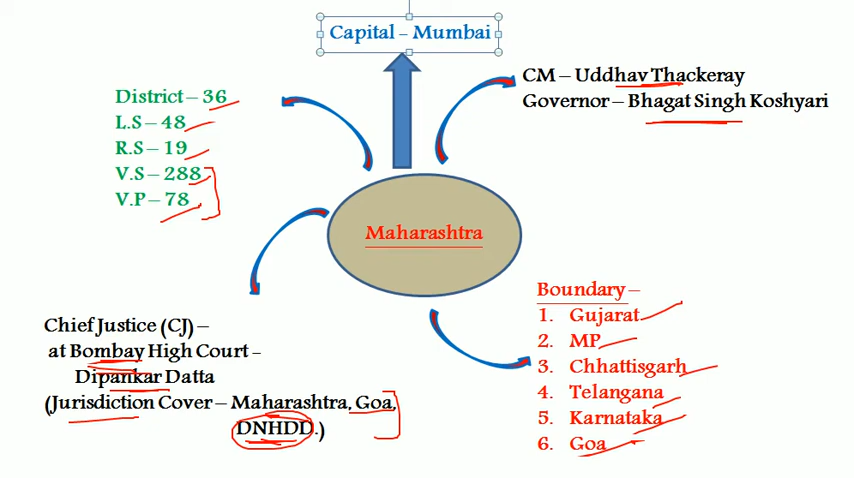 Capital – Mumbai
CM – Uddhav Thackeray
Governor – Bhagat Singh Koshyari
District – 36
L.S – 48
R.S – 19
V.S – 288
V.P – 78
Maharashtra
Chief Justice (CJ) –
at Bombay High Court –
Dipankar Datta
(Jurisdiction Cover – Maharashtra, Goa,
DNHDD.)
Boundary –
1. Gujarat
2. MP
3. Chhattisgarh
4. Telangana
5. Karnataka
6. Goa